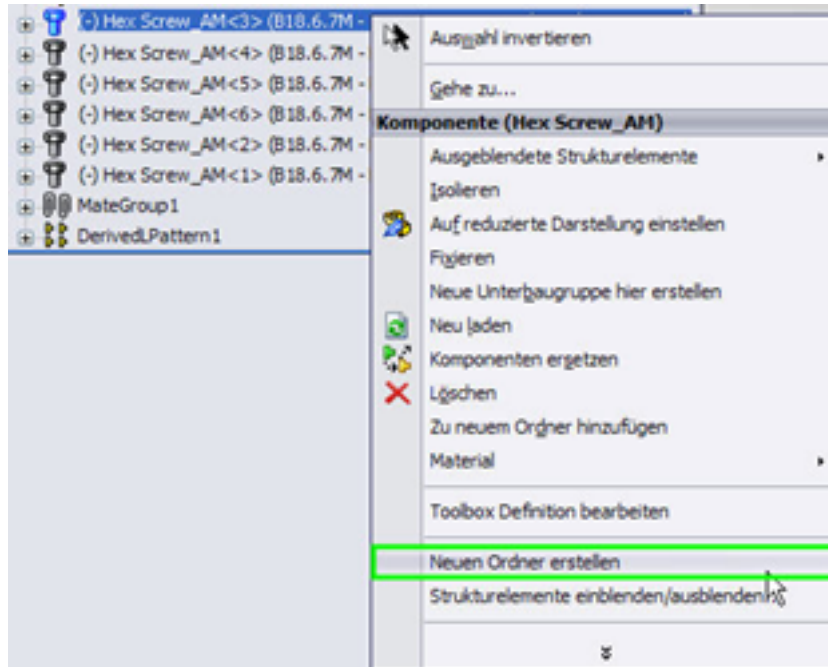 (-) Hex Screw_AM<3> (B18.6.7M -
(-) Hex Screw_AM<4> (B18.6.7M -
(-) Hex Screw_AM<5> (B18.6.7M -
(-) Hex Screw_AM<6> (B18.6.7M -
(-) Hex Screw_AM<2> (B18.6.7M -
(-) Hex Screw_AM<1> (B18.6.7M -
MateGroup1
DerivedLPattern1
Auswahl invertieren
Gehe zu...
Komponente (Hex Screw_AM)
Ausgeblendete Strukturelemente
Isolieren
Auf reduzierte Darstellung einstellen
Fixieren
Neue Unterbaugruppe hier erstellen
Neu laden
Komponenten ersetzen
Löschen
Zu neuem Ordner hinzufügen
Material
Toolbox Definition bearbeiten
Neuen Ordner erstellen
Strukturelemente einblenden/ausblenden